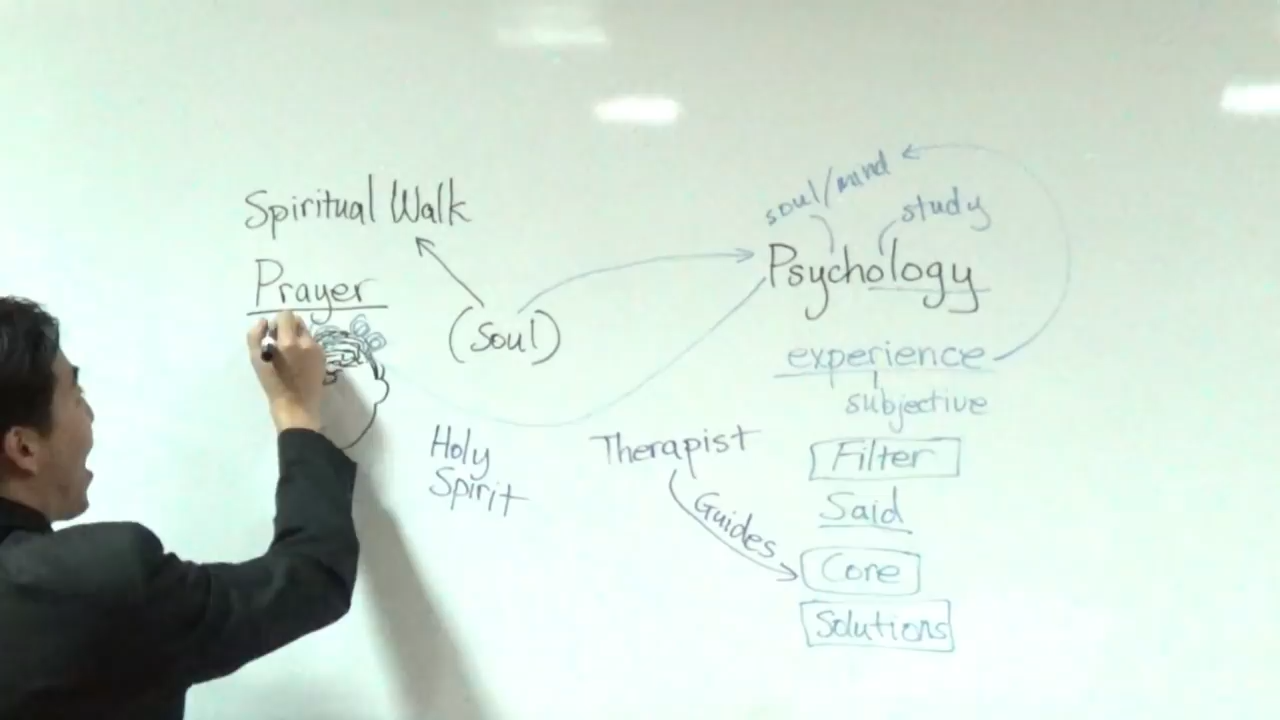 Spiritual Walk
Prayer
(Soul)
Holy
Spirit
soul/mind
study
Psychology
experience
subjective
Therapist
Guides
Filter
Said
Core
Solutions